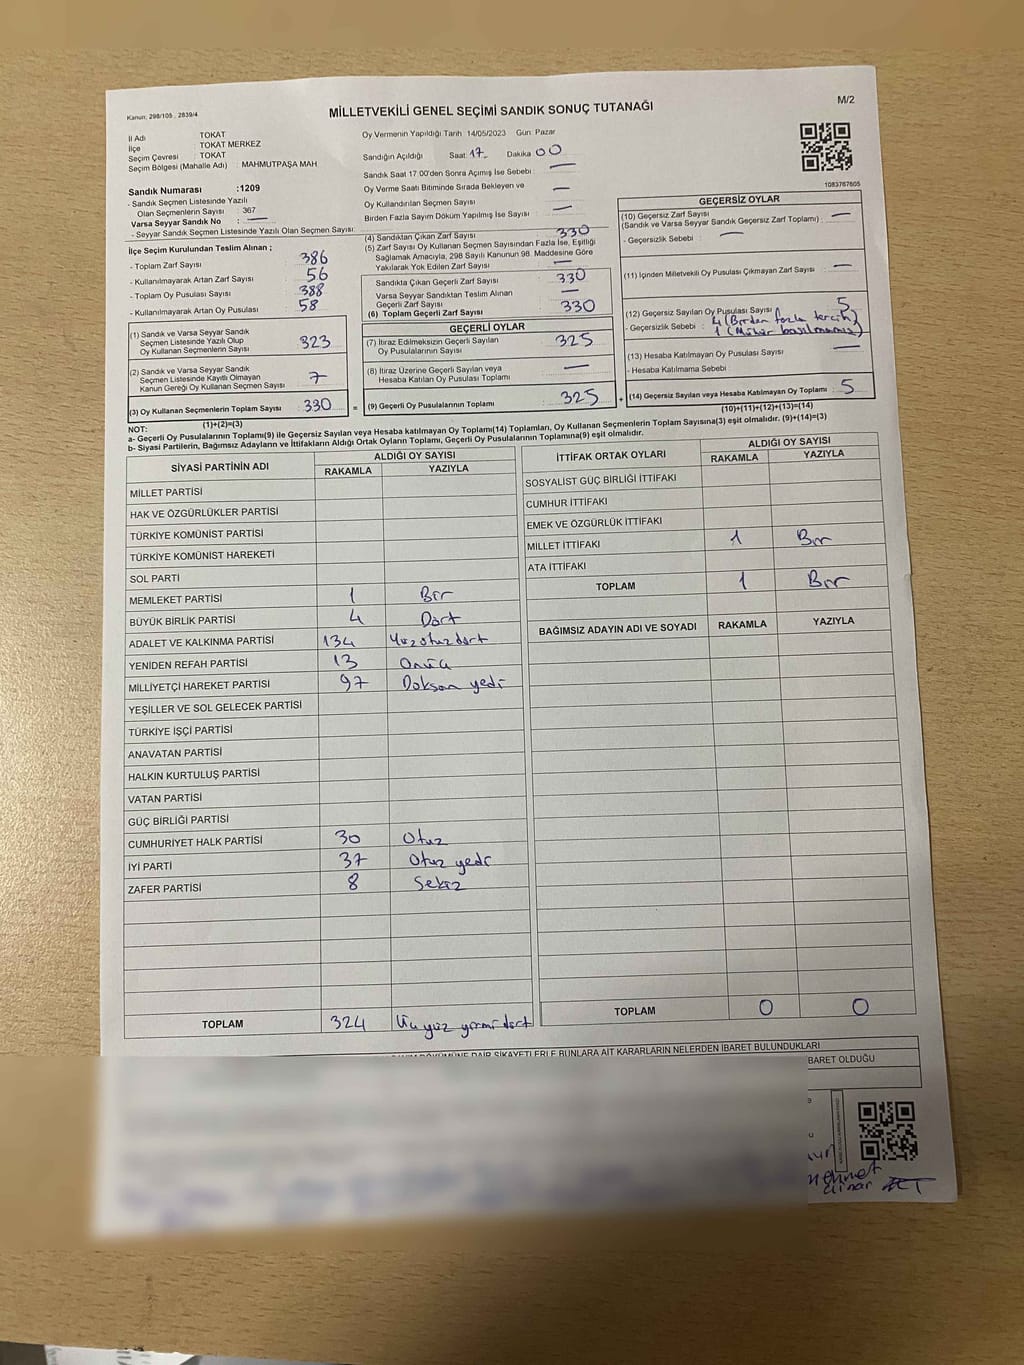 Kanun: 298/105 , 2839/4
MİLLETVEKİLİ GENEL SEÇİMİ SANDIK SONUÇ TUTANAĞI
M/2
İl Adı TOKAT
İlçe TOKAT MERKEZ
Seçim Çevresi TOKAT
Seçim Bölgesi (Mahalle Adı) : MAHMUTPAŞA MAH
Sandık Numarası :1209
- Sandık Seçmen Listesinde Yazılı
Olan Seçmenlerin Sayısı : 367
Varsa Seyyar Sandık No : —
- Seyyar Sandık Seçmen Listesinde Yazılı Olan Seçmen Sayısı:
Oy Vermenin Yapıldığı Tarih 14/05/2023 Gün: Pazar
Sandığın Açıldığı Saat: 17 Dakika 00
Sandık Saat 17:00'den Sonra Açımış İse Sebebi : —
Oy Verme Saati Bitiminde Sırada Bekleyen ve
Oy Kullandırılan Seçmen Sayısı —
Birden Fazla Sayım Döküm Yapılmış İse Sayısı : —
1083767605
İlçe Seçim Kurulundan Teslim Alınan ;
- Toplam Zarf Sayısı 386
- Kullanılmayarak Artan Zarf Sayısı 56
- Toplam Oy Pusulası Sayısı 388
- Kullanılmayarak Artan Oy Pusulası 58
(1) Sandık ve Varsa Seyyar Sandık
Seçmen Listesinde Yazılı Olup
Oy Kullanan Seçmenlerin Sayısı 323
(2) Sandık ve Varsa Seyyar Sandık
Seçmen Listesinde Kayıtlı Olmayan
Kanun Gereği Oy Kullanan Seçmen Sayısı 7
(3) Oy Kullanan Seçmenlerin Toplam Sayısı 330 =
(1)+(2)=(3)
(4) Sandıktan Çıkan Zarf Sayısı 330
(5) Zarf Sayısı Oy Kullanan Seçmen Sayısından Fazla İse, Eşitliği
Sağlamak Amacıyla, 298 Sayılı Kanunun 98. Maddesine Göre
Yakılarak Yok Edilen Zarf Sayısı —
Sandıkta Çıkan Geçerli Zarf Sayısı 330
Varsa Seyyar Sandıktan Teslim Alınan
Geçerli Zarf Sayısı —
(6) Toplam Geçerli Zarf Sayısı 330
GEÇERLİ OYLAR
(7) İtiraz Edilmeksizin Geçerli Sayılan
Oy Pusulalarının Sayısı 325
(8) İtiraz Üzerine Geçerli Sayılan veya
Hesaba Katılan Oy Pusulası Toplamı —
(9) Geçerli Oy Pusulalarının Toplamı 325 +
GEÇERSİZ OYLAR
(10) Geçersiz Zarf Sayısı —
(Sandık ve Varsa Seyyar Sandık Geçersiz Zarf Toplamı) :
- Geçersizlik Sebebi : —
(11) İçinden Milletvekili Oy Pusulası Çıkmayan Zarf Sayısı —
(12) Geçersiz Sayılan Oy Pusulası Sayısı 5
- Geçersizlik Sebebi : 4 (Birden fazla tercih)
1 (Mühür basılmamış)
(13) Hesaba Katılmayan Oy Pusulası Sayısı —
- Hesaba Katılmama Sebebi
(14) Geçersiz Sayılan veya Hesaba Katılmayan Oy Toplamı 5
(10)+(11)+(12)+(13)=(14)
NOT:
a- Geçerli Oy Pusulalarının Toplamı(9) ile Geçersiz Sayılan veya Hesaba katılmayan Oy Toplamı(14) Toplamları, Oy Kullanan Seçmenlerin Toplam Sayısına(3) eşit olmalıdır. (9)+(14)=(3)
b- Siyasi Partilerin, Bağımsız Adayların ve İttifakların Aldığı Ortak Oyların Toplamı, Geçerli Oy Pusulalarının Toplamına(9) eşit olmalıdır.
SİYASİ PARTİNİN ADI ALDIĞI OY SAYISI
RAKAMLA YAZIYLA
MİLLET PARTİSİ
HAK VE ÖZGÜRLÜKLER PARTİSİ
TÜRKİYE KOMÜNİST PARTİSİ
TÜRKİYE KOMÜNİST HAREKETİ
SOL PARTİ
MEMLEKET PARTİSİ 1 Bir
BÜYÜK BİRLİK PARTİSİ 4 Dört
ADALET VE KALKINMA PARTİSİ 134 Yüzotuzdört
YENİDEN REFAH PARTİSİ 13 Onüç
MİLLİYETÇİ HAREKET PARTİSİ 97 Doksan yedi
YEŞİLLER VE SOL GELECEK PARTİSİ
TÜRKİYE İŞÇİ PARTİSİ
ANAVATAN PARTİSİ
HALKIN KURTULUŞ PARTİSİ
VATAN PARTİSİ
GÜÇ BİRLİĞİ PARTİSİ
CUMHURİYET HALK PARTİSİ 30 Otuz
İYİ PARTİ 37 Otuz yedi
ZAFER PARTİSİ 8 Sekiz
TOPLAM 324 Üç yüz yirmi dört
İTTİFAK ORTAK OYLARI ALDIĞI OY SAYISI
RAKAMLA YAZIYLA
SOSYALİST GÜÇ BİRLİĞİ İTTİFAKI
CUMHUR İTTİFAKI
EMEK VE ÖZGÜRLÜK İTTİFAKI
MİLLET İTTİFAKI 1 Bir
ATA İTTİFAKI
TOPLAM 1 Bir
BAĞIMSIZ ADAYIN ADI VE SOYADI RAKAMLA YAZIYLA
TOPLAM 0 0
DÖKÜMÜNE DAİR ŞİKAYETLERLE BUNLARA AİT KARARLARIN NELERDEN İBARET BULUNDUKLARI
BARET OLDUĞU